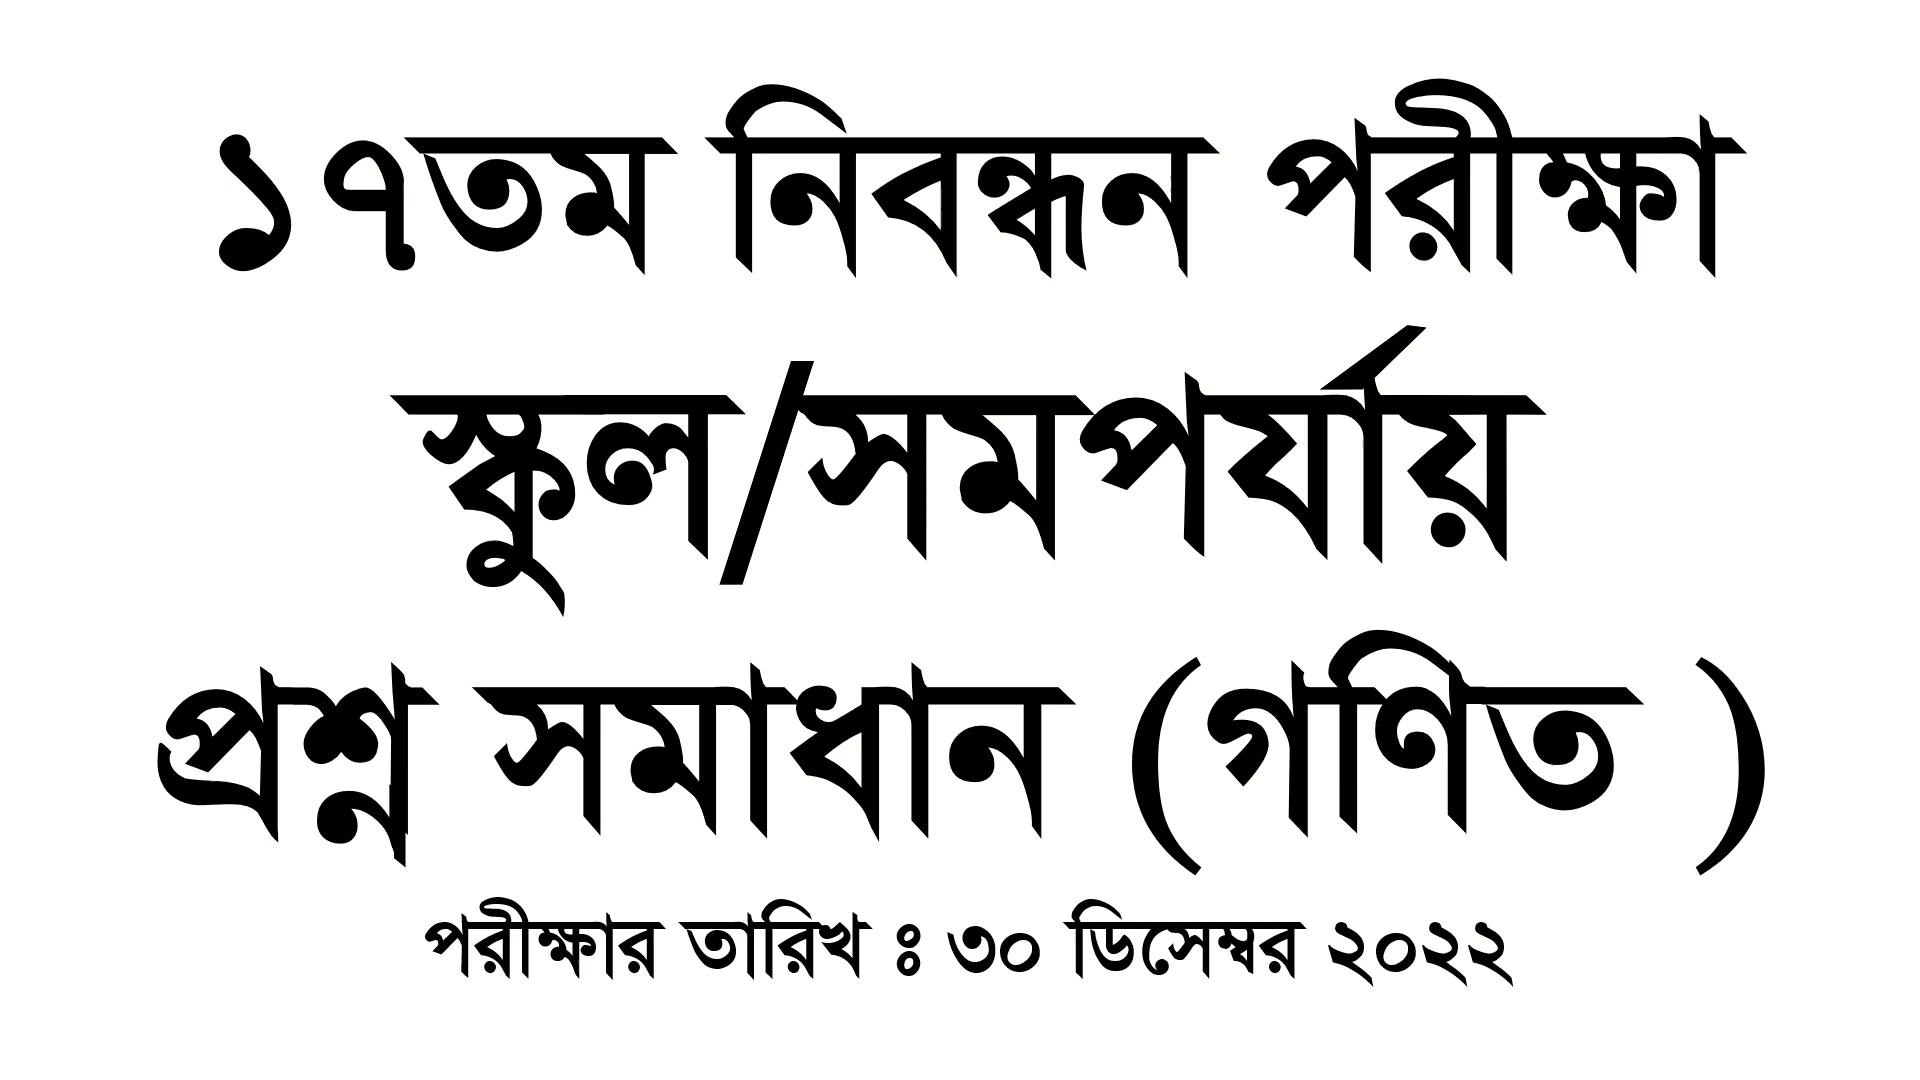 ১৭তম নিবন্ধন পরীক্ষা
স্কুল/সমপর্যায়
প্রশ্ন সমাধান (গণিত )
পরীক্ষার তারিখ ঃ ৩০ ডিসেম্বর ২০২২